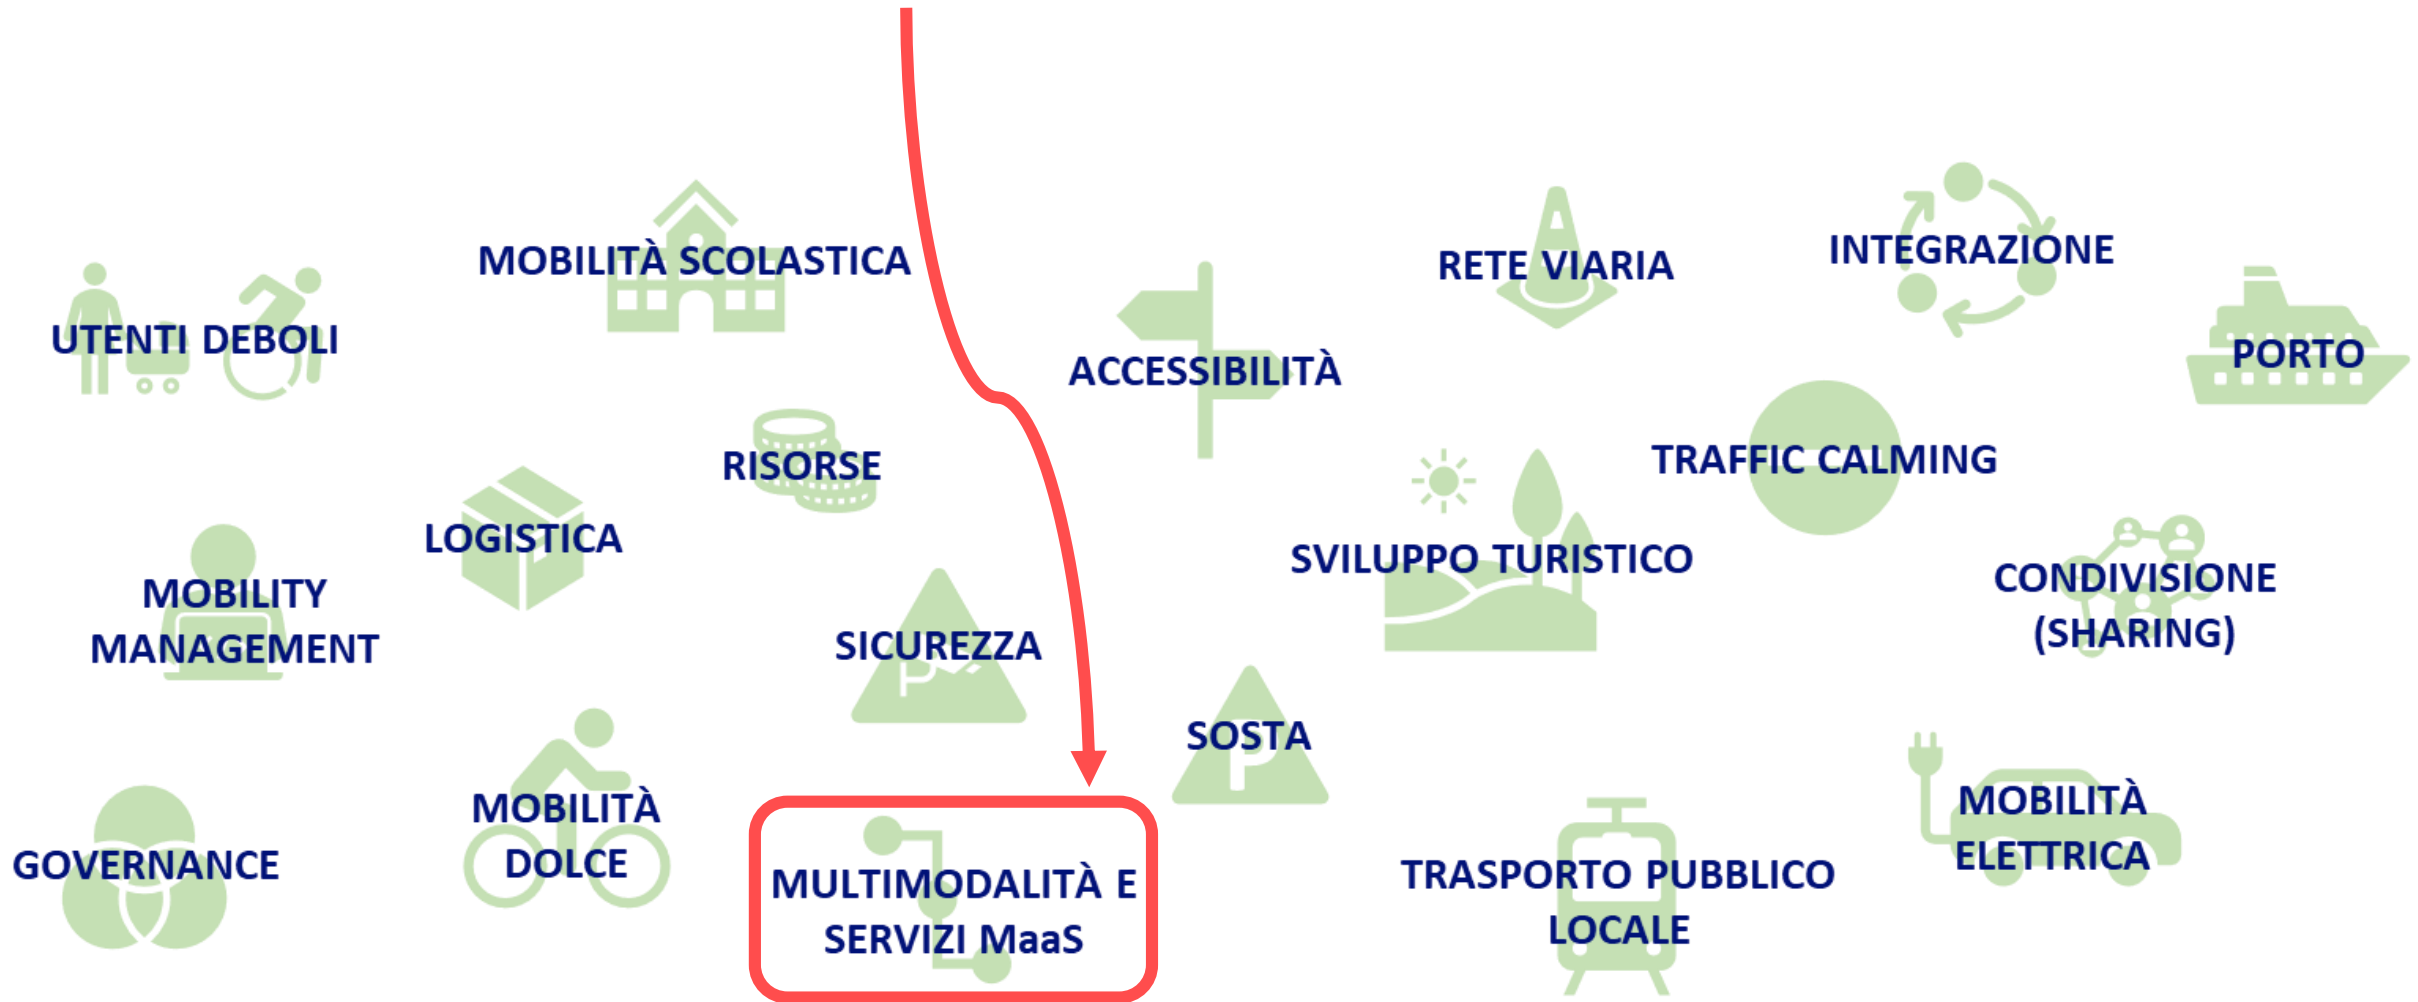 MOBILITÀ SCOLASTICA
RETE VIARIA
INTEGRAZIONE
UTENTI DEBOLI
ACCESSIBILITÀ
PORTO
RISORSE
TRAFFIC CALMING
LOGISTICA
SVILUPPO TURISTICO
MOBILITY
MANAGEMENT
CONDIVISIONE
(SHARING)
SICUREZZA
P
SOSTA
P
GOVERNANCE
MOBILITÀ
DOLCE
MULTIMODALITÀ E
SERVIZI MaaS
TRASPORTO PUBBLICO
LOCALE
MOBILITÀ
ELETTRICA